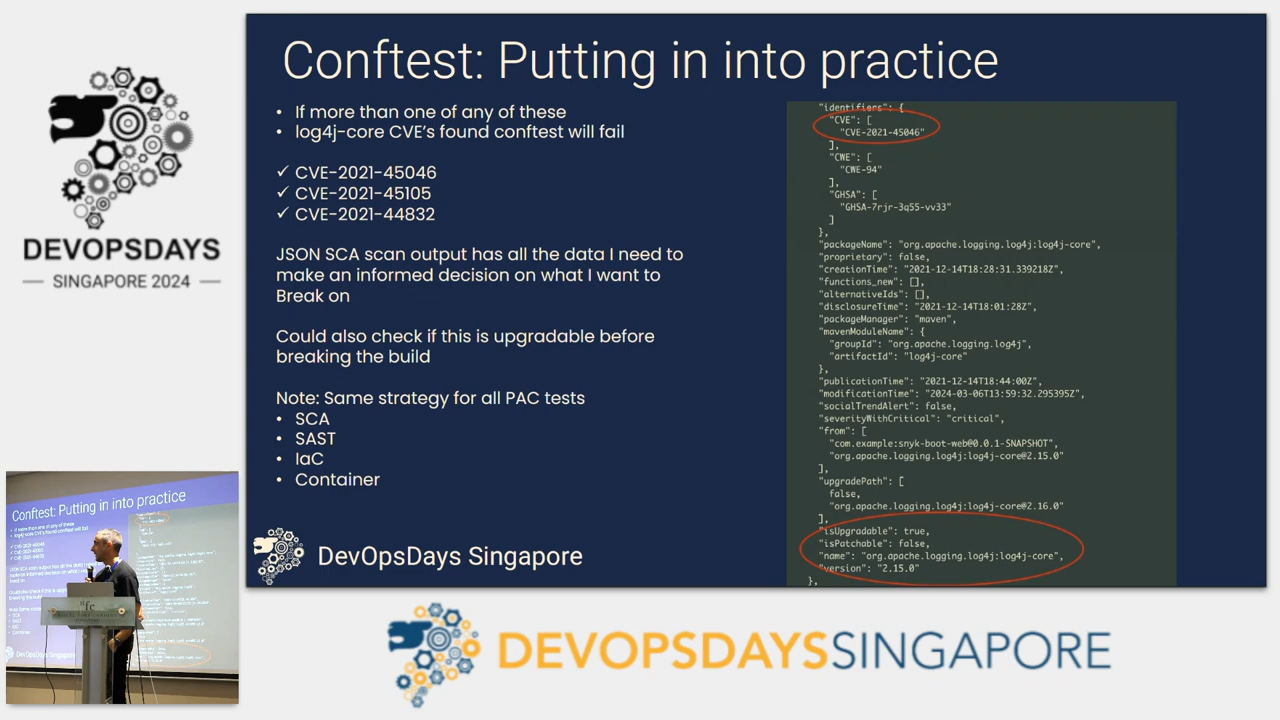 Conftest: Putting in into practice
• If more than one of any of these
• log4j-core CVE's found conftest will fail
✓ CVE-2021-45046
✓ CVE-2021-45105
✓ CVE-2021-44832
JSON SCA scan output has all the data I need to
make an informed decision on what I want to
Break on
Could also check if this is upgradable before
breaking the build
Note: Same strategy for all PAC tests
• SCA
• SAST
• IaC
• Container
DevOpsDays Singapore
"identifiers": {
"CVE": [
"CVE-2021-45046"
],
"CWE": [
"CWE-94"
],
"GHSA": [
"GHSA-7rjr-3q55-vv33"
]
},
"packageName": "org.apache.logging.log4j:log4j-core",
"proprietary": false,
"creationTime": "2021-12-14T18:28:31.339218Z",
"functions_new": [],
"alternativeIds": [],
"disclosureTime": "2021-12-14T18:01:28Z",
"packageManager": "maven",
"mavenModuleName": {
"groupId": "org.apache.logging.log4j",
"artifactId": "log4j-core"
},
"publicationTime": "2021-12-14T18:44:00Z",
"modificationTime": "2024-03-06T13:59:32.295395Z",
"socialTrendAlert": false,
"severityWithCritical": "critical",
"from": [
"com.example:snyk-boot-web@0.0.1-SNAPSHOT",
"org.apache.logging.log4j:log4j-core@2.15.0"
],
"upgradePath": [
false,
"org.apache.logging.log4j:log4j-core@2.16.0"
],
"isUpgradable": true,
"isPatchable": false,
"name": "org.apache.logging.log4j:log4j-core",
"version": "2.15.0"
},
DEVOPSDAYS
SINGAPORE 2024
Conftest: Putting in into practice
DEVOPSDAYSSINGAPORE